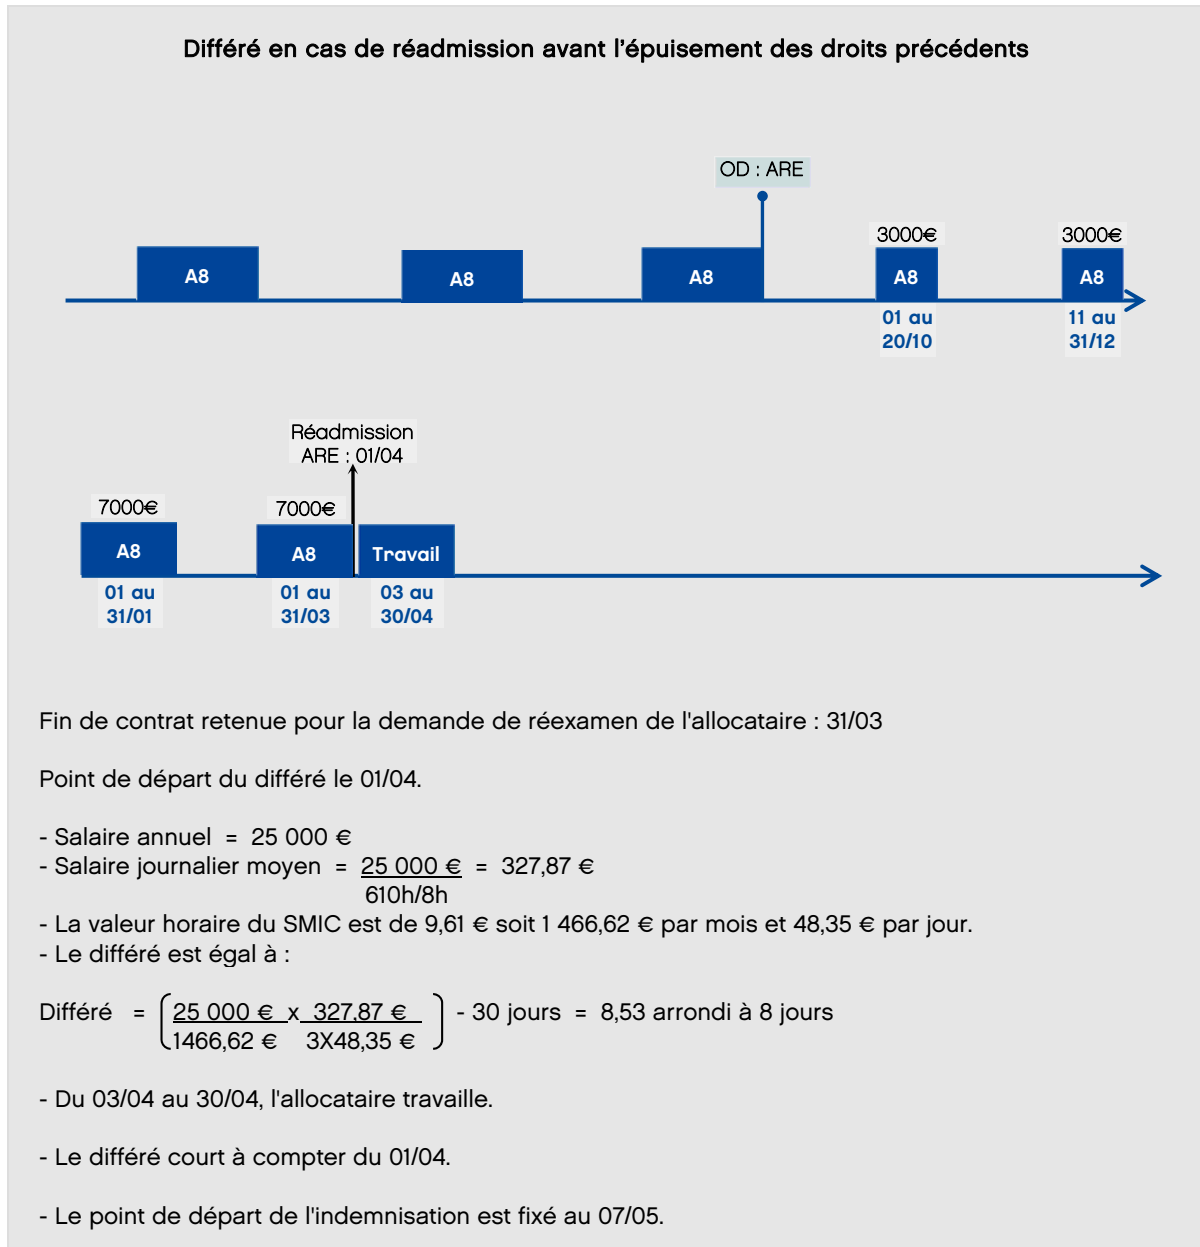 Différé en cas de réadmission avant l'épuisement des droits précédents
OD : ARE
3000€
3000€
A8
A8
A8
A8
A8
01 au
20/10
11 au
31/12
Réadmission
ARE : 01/04
7000€
7000€
A8
A8
Travail
01 au
31/01
01 au
31/03
03 au
30/04
Fin de contrat retenue pour la demande de réexamen de l'allocataire : 31/03
Point de départ du différé le 01/04.
- Salaire annuel = 25 000 €
- Salaire journalier moyen = 25 000 € = 327,87 €
610h/8h
- La valeur horaire du SMIC est de 9,61 € soit 1 466,62 € par mois et 48,35 € par jour.
- Le différé est égal à :
Différé = ( 25 000 € x 327,87 € ) - 30 jours = 8,53 arrondi à 8 jours
1466,62 € 3X48,35 €
- Du 03/04 au 30/04, l'allocataire travaille.
- Le différé court à compter du 01/04.
- Le point de départ de l'indemnisation est fixé au 07/05.